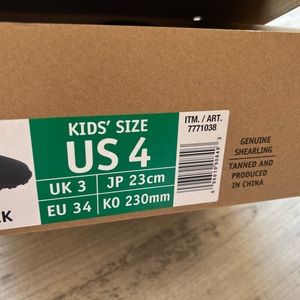 KIDS' SIZE
US 4
UK 3
JP 23cm
EU 34
KO 230mm
ITM. / ART.
7771038
GENUINE
SHEARLING
TANNED AND
PRODUCED
IN CHINA